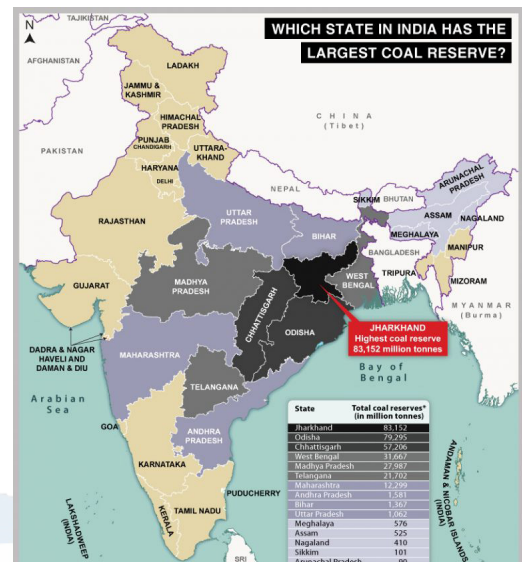 WHICH STATE IN INDIA HAS THE
LARGEST COAL RESERVE?
N
TAJIKISTAN
AFGHANISTAN
LADAKH
JAMMU &
KASHMIR
HIMACHAL
PRADESH
CHINA
(Tibet)
PAKISTAN
PUNJAB
CHANDIGARH
UTTARA-
KHAND
HARYANA
DELHI
NEPAL
SIKKIM
BHUTAN
ARUNACHAL
PRADESH
RAJASTHAN
UTTAR
PRADESH
BIHAR
ASSAM
NAGALAND
MEGHALAYA
BANGLADESH
MANIPUR
GUJARAT
MADHYA
PRADESH
CHHATTISGARH
WEST
BENGAL
TRIPURA
MIZORAM
MYANMAR
(Burma)
ODISHA
JHARKHAND
Highest coal reserve
83,152 million tonnes
DADRA & NAGAR
HAVELI AND
DAMAN & DIU
MAHARASHTRA
Bay of
Bengal
Arabian
Sea
TELANGANA
GOA
ANDHRA
PRADESH
KARNATAKA
PUDUCHERRY
TAMIL NADU
KERALA
LAKSHADWEEP
(INDIA)
ANDAMAN & NICOBAR ISLANDS
(INDIA)
SRI
State Total coal reserves*
(in million tonnes)
Jharkhand 83,152
Odisha 79,295
Chhattisgarh 57,206
West Bengal 31,667
Madhya Pradesh 27,987
Telangana 21,702
Maharashtra 12,299
Andhra Pradesh 1,581
Bihar 1,367
Uttar Pradesh 1,062
Meghalaya 576
Assam 525
Nagaland 410
Sikkim 101
Arunachal Pradesh 90